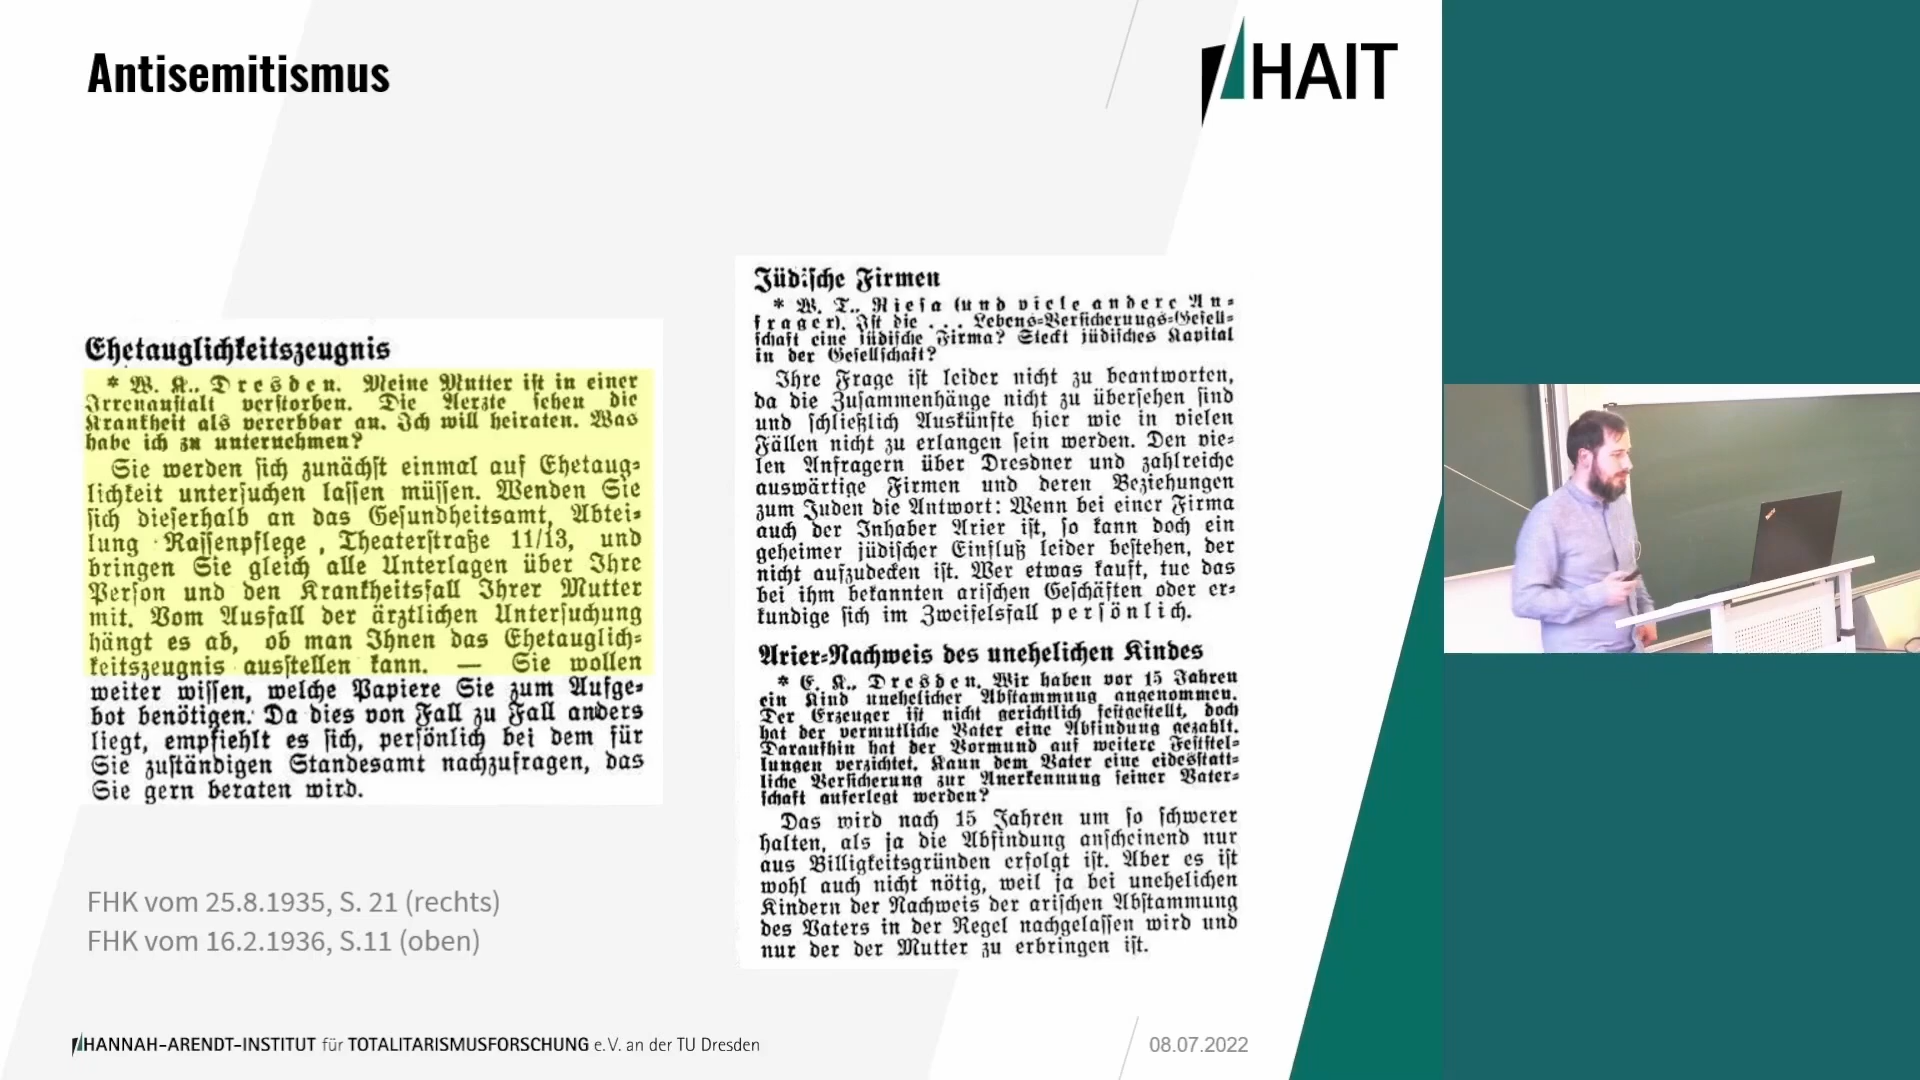 Antisemitismus
HAIT
Ehetauglichkeitszeugnis
* W. K., Dresden. Meine Mutter ist in einer
Irrenanstalt verstorben. Die Aerzte sehen die
Krankheit als vererbbar an. Ich will heiraten. Was
habe ich zu unternehmen?
Sie werden sich zunächst einmal auf Ehetaug-
lichkeit untersuchen lassen müssen. Wenden Sie
sich dieserhalb an das Gesundheitsamt, Abtei-
lung Rassenpflege, Theaterstraße 11/13, und
bringen Sie gleich alle Unterlagen über Ihre
Person und den Krankheitsfall Ihrer Mutter
mit. Vom Ausfall der ärztlichen Untersuchung
hängt es ab, ob man Ihnen das Ehetauglich-
keitszeugnis ausstellen kann. — Sie wollen
weiter wissen, welche Papiere Sie zum Aufge-
bot benötigen. Da dies von Fall zu Fall anders
liegt, empfiehlt es sich, persönlich bei dem für
Sie zuständigen Standesamt nachzufragen, das
Sie gern beraten wird.
Jüdische Firmen
* W. T., Riesa (und viele andere An-
frager). Ist die . . . Lebens-Versicherungs-Gesell-
schaft eine jüdische Firma? Steckt jüdisches Kapital
in der Gesellschaft?
Ihre Frage ist leider nicht zu beantworten,
da die Zusammenhänge nicht zu übersehen sind
und schließlich Auskünfte hier wie in vielen
Fällen nicht zu erlangen sein werden. Den vie-
len Anfragern über Dresdner und zahlreiche
auswärtige Firmen und deren Beziehungen
zum Juden die Antwort: Wenn bei einer Firma
auch der Inhaber Arier ist, so kann doch ein
geheimer jüdischer Einfluß leider bestehen, der
nicht aufzudecken ist. Wer etwas kauft, tue das
bei ihm bekannten arischen Geschäften oder er-
kundige sich im Zweifelsfall persönlich.
Arier-Nachweis des unehelichen Kindes
* E. K., Dresden. Wir haben vor 15 Jahren
ein Kind unehelicher Abstammung angenommen.
Der Erzeuger ist nicht gerichtlich festgestellt, doch
hat der vermutliche Vater eine Abfindung gezahlt.
Daraufhin hat der Vormund auf weitere Feststel-
lungen verzichtet. Kann dem Vater eine eidesstatt-
liche Versicherung zur Anerkennung seiner Vater-
schaft auferlegt werden?
Das wird nach 15 Jahren um so schwerer
halten, als ja die Abfindung anscheinend nur
aus Billigkeitsgründen erfolgt ist. Aber es ist
wohl auch nicht nötig, weil ja bei unehelichen
Kindern der Nachweis der arischen Abstammung
des Vaters in der Regel nachgelassen wird und
nur der der Mutter zu erbringen ist.
FHK vom 25.8.1935, S. 21 (rechts)
FHK vom 16.2.1936, S.11 (oben)
HANNAH-ARENDT-INSTITUT für TOTALITARISMUSFORSCHUNG e.V. an der TU Dresden
08.07.2022